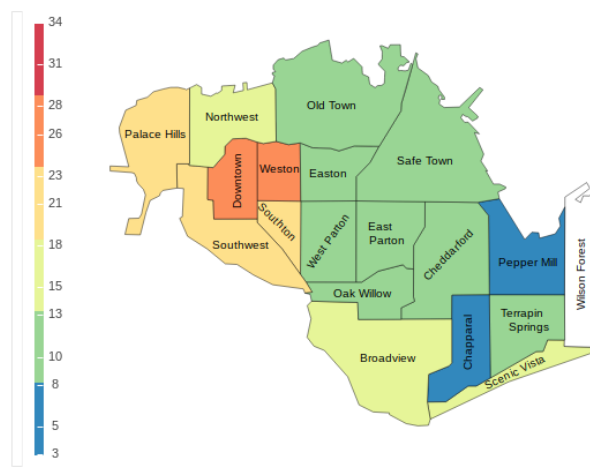 34
31
28
26
23
21
18
15
13
10
8
5
3
Old Town
Northwest
Palace Hills
Safe Town
Weston
Easton
Downtown
Southton
West Parton
East
Parton
Cheddarford
Southwest
Pepper Mill
Wilson Forest
Oak Willow
Terrapin
Springs
Chapparal
Broadview
Scenic Vista